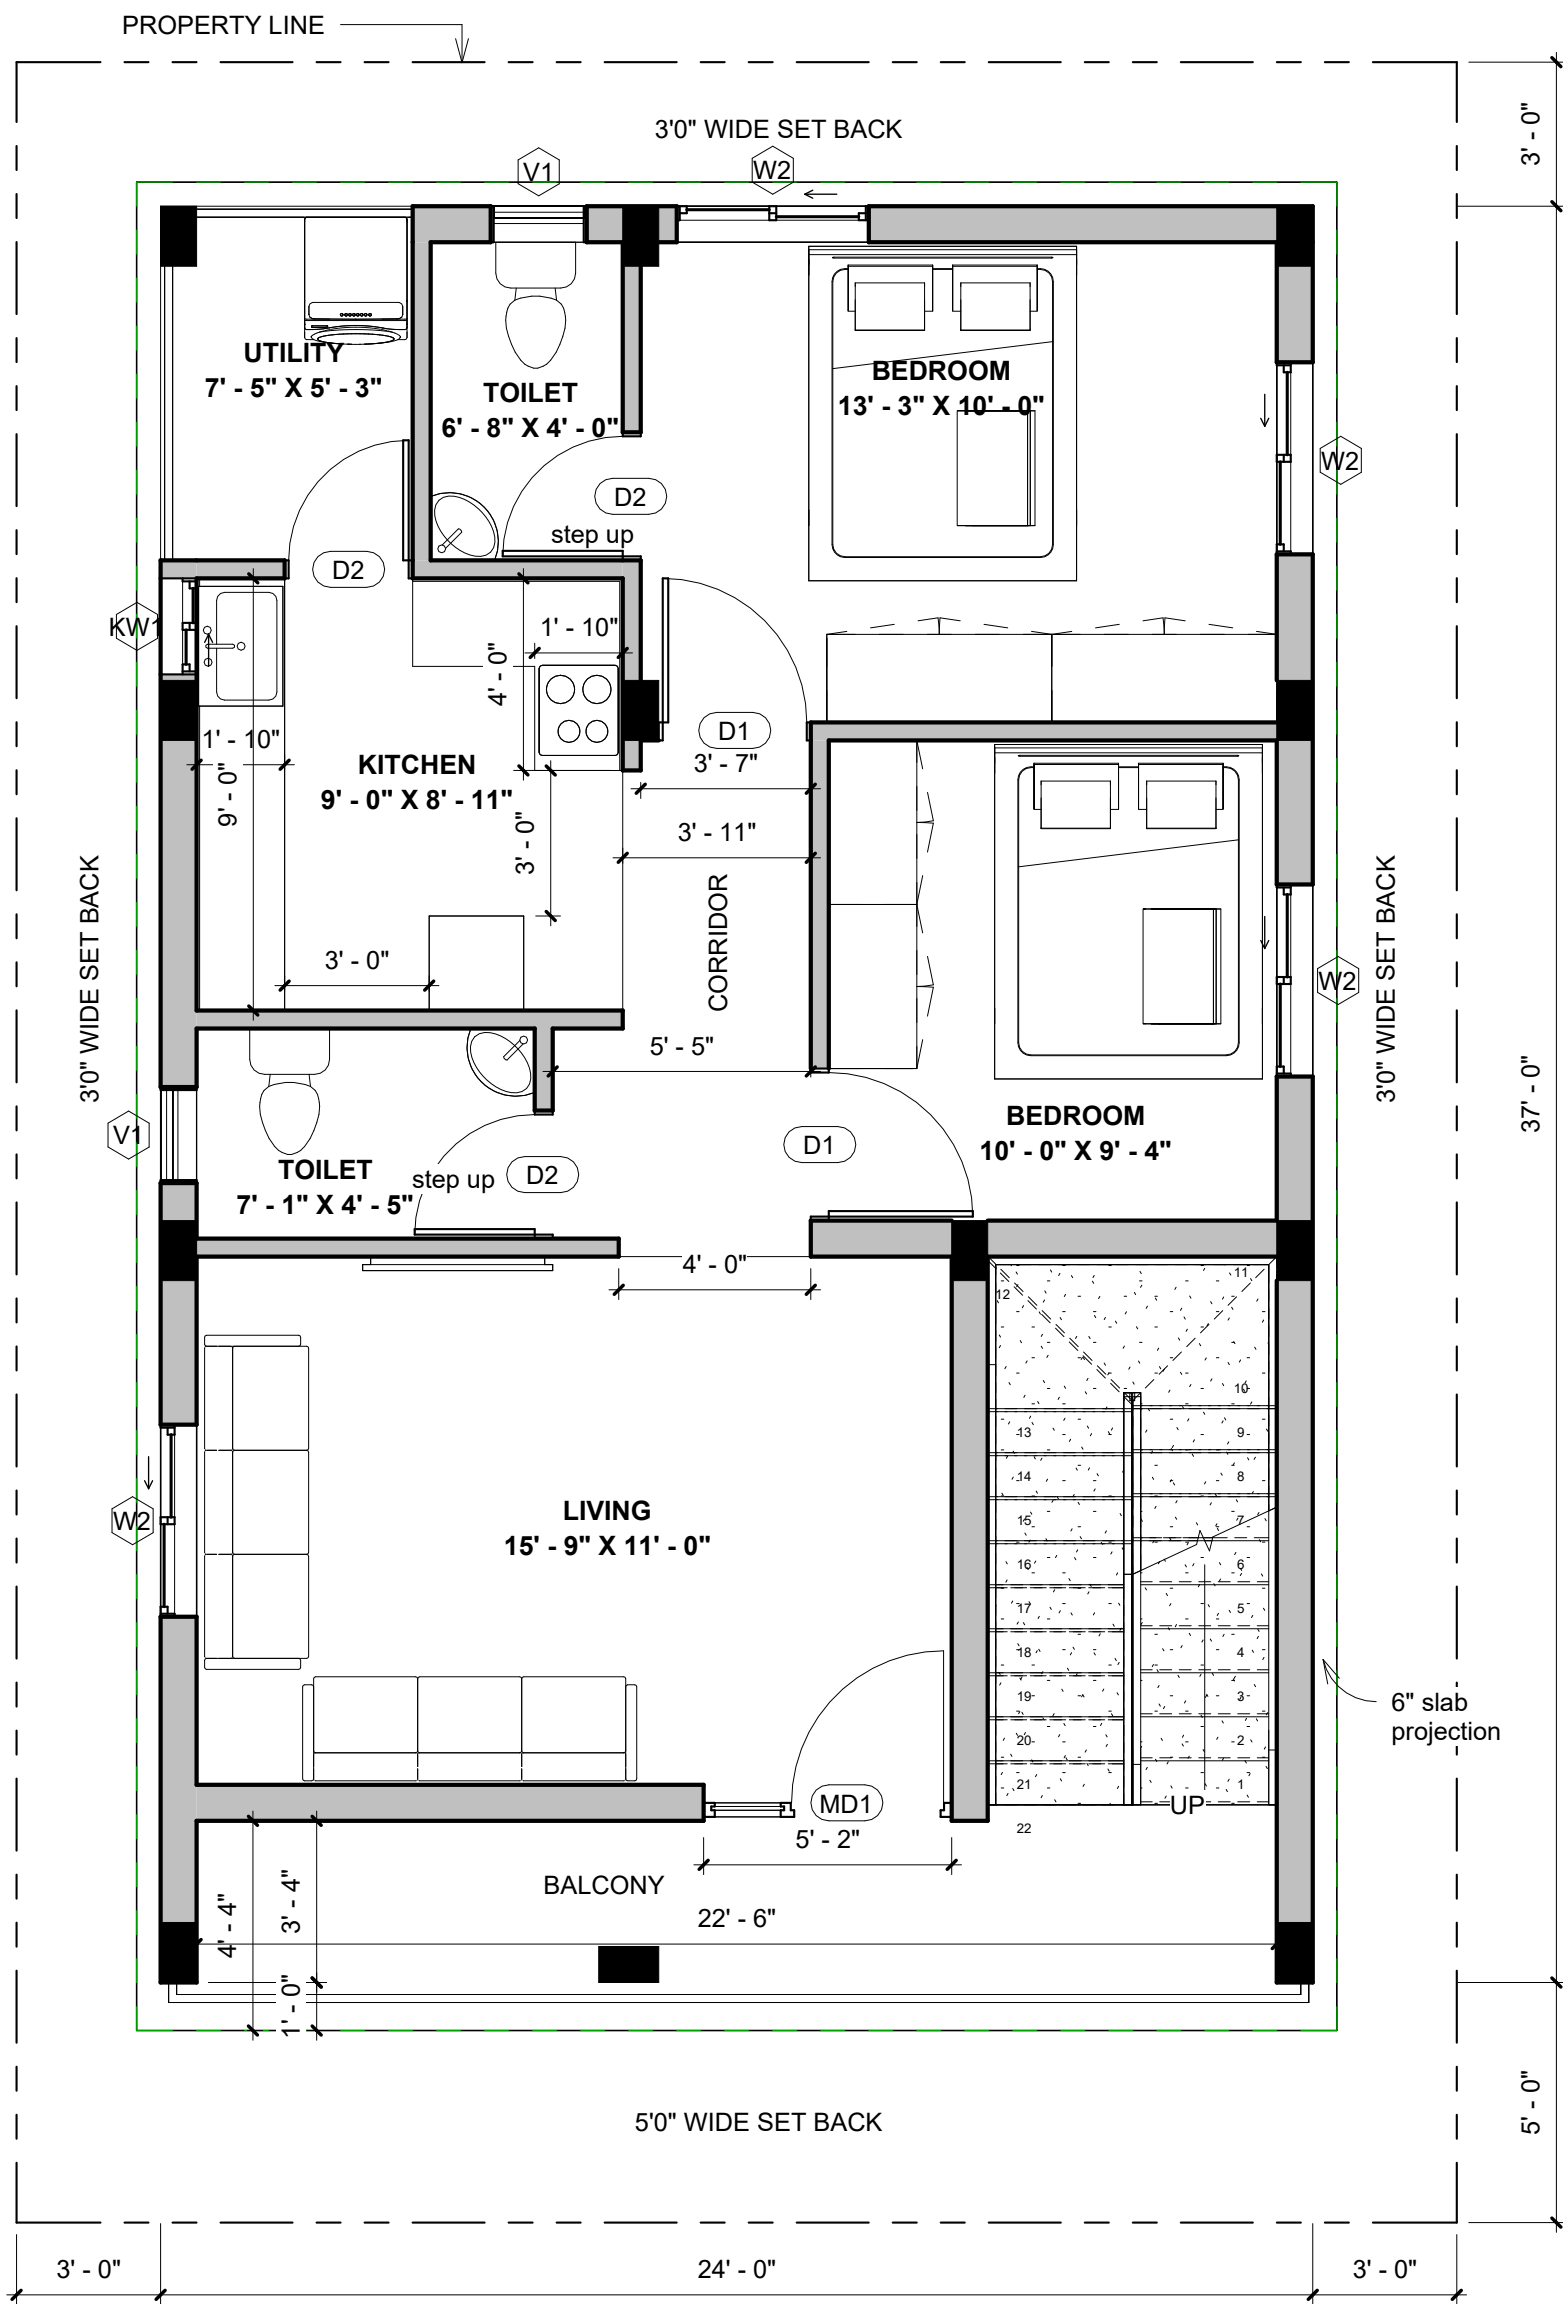 PROPERTY LINE
3'0" WIDE SET BACK
3' - 0"
V1
W2
UTILITY
7' - 5" X 5' - 3"
TOILET
6' - 8" X 4' - 0"
BEDROOM
13' - 3" X 10' - 0"
W2
D2
step up
D2
KW1
1' - 10"
4' - 0"
1' - 10"
9' - 0"
KITCHEN
9' - 0" X 8' - 11"
D1
3' - 7"
3' - 11"
3' - 0"
CORRIDOR
3' - 0"
3'0" WIDE SET BACK
3'0" WIDE SET BACK
W2
37' - 0"
5' - 5"
V1
TOILET
7' - 1" X 4' - 5"
step up
D2
D1
BEDROOM
10' - 0" X 9' - 4"
4' - 0"
11
12
10
13
9
14
8
W2
LIVING
15' - 9" X 11' - 0"
15
7
16
6
17
5
18
4
19
3
20
2
21
1
UP
22
6" slab
projection
MD1
5' - 2"
BALCONY
22' - 6"
4' - 4"
3' - 4"
1' - 0"
5'0" WIDE SET BACK
5' - 0"
3' - 0"
24' - 0"
3' - 0"